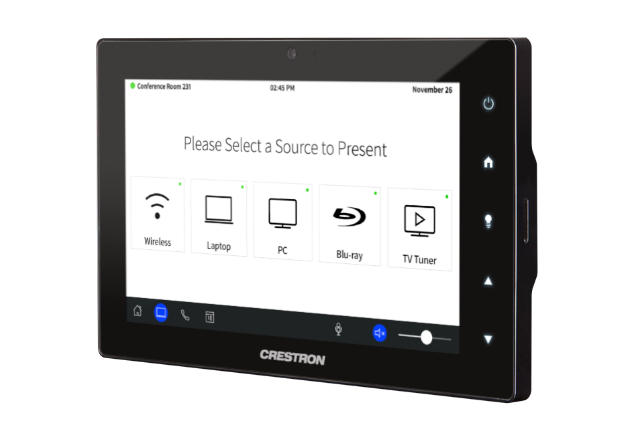 Conference Room 231
02:45 PM
November 26
Please Select a Source to Present
Wireless
Laptop
PC
Blu-ray
TV Tuner
CRESTRON